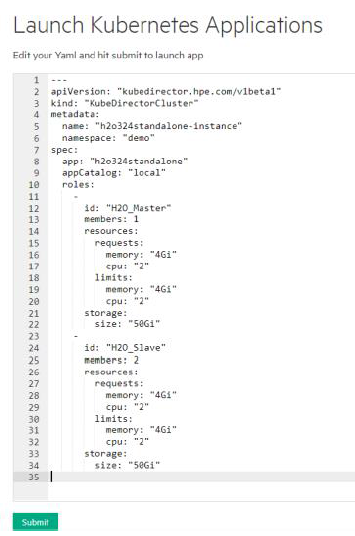 Launch Kubernetes Applications
Edit your Yaml and hit submit to launch app
1 ---
2 apiVersion: "kubedirector.hpe.com/v1beta1"
3 kind: "KubeDirectorCluster"
4 metadata:
5 name: "h2o324standalone-instance"
6 namespace: "demo"
7 spec:
8 app: "h2o324standalone"
9 appCatalog: "local"
10 roles:
11 -
12 id: "H2O_Master"
13 members: 1
14 resources:
15 requests:
16 memory: "4Gi"
17 cpu: "2"
18 limits:
19 memory: "4Gi"
20 cpu: "2"
21 storage:
22 size: "50Gi"
23 -
24 id: "H2O_Slave"
25 members: 2
26 resources:
27 requests:
28 memory: "4Gi"
29 cpu: "2"
30 limits:
31 memory: "4Gi"
32 cpu: "2"
33 storage:
34 size: "50Gi"
35
Submit